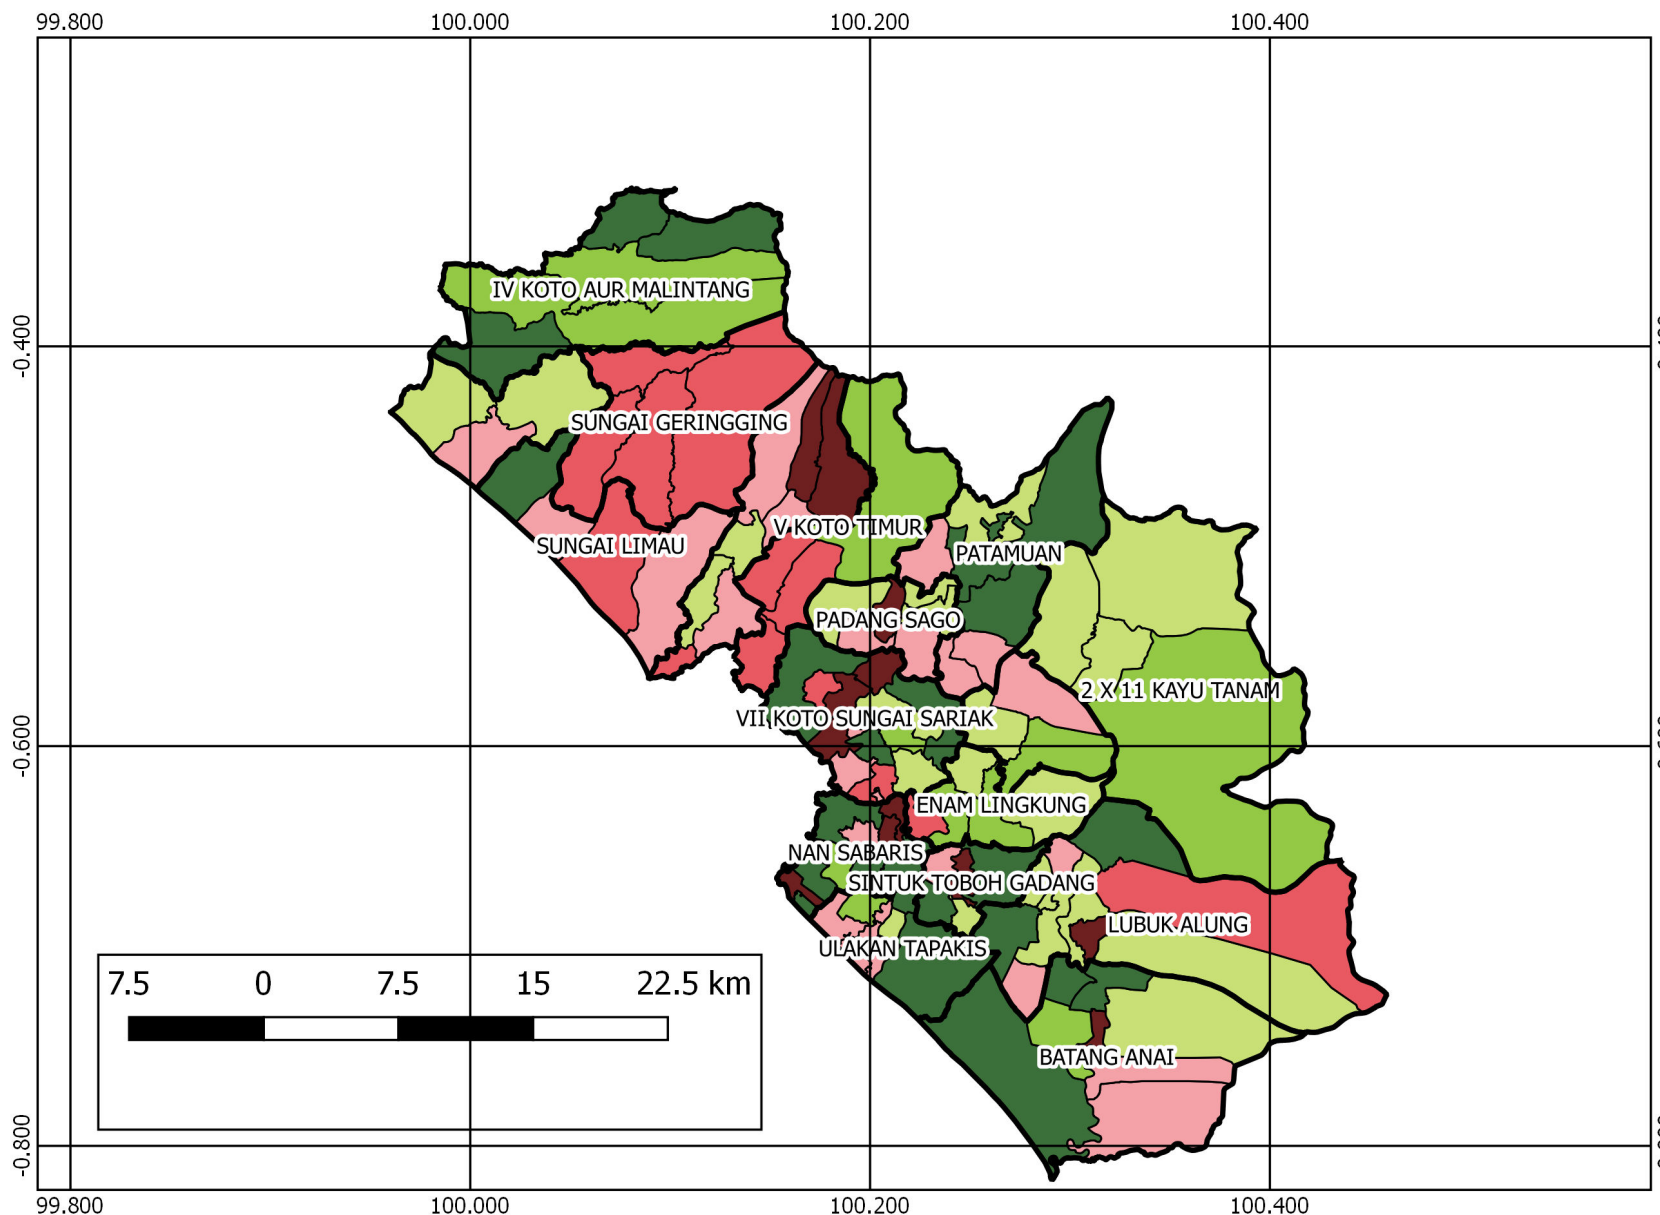 99.800 100.000 100.200 100.400
-0.400
IV KOTO AUR MALINTANG
SUNGAI GERINGGING
V KOTO TIMUR
SUNGAI LIMAU
PATAMUAN
PADANG SAGO
2 X 11 KAYU TANAM
VII KOTO SUNGAI SARIAK
-0.600
ENAM LINGKUNG
NAN SABARIS
SINTUK TOBOH GADANG
LUBUK ALUNG
ULAKAN TAPAKIS
7.5 0 7.5 15 22.5 km
BATANG ANAI
-0.800
99.800 100.000 100.200 100.400